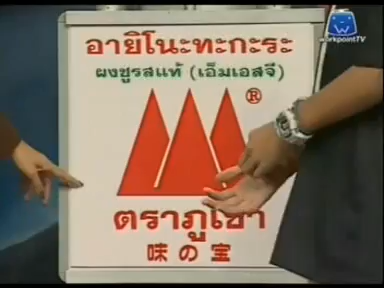 อายิโนะทะกะระ
ผงชูรสแท้ (เอ็มเอสจี)
®
ตราภูเขา
味の宝
workpointTV